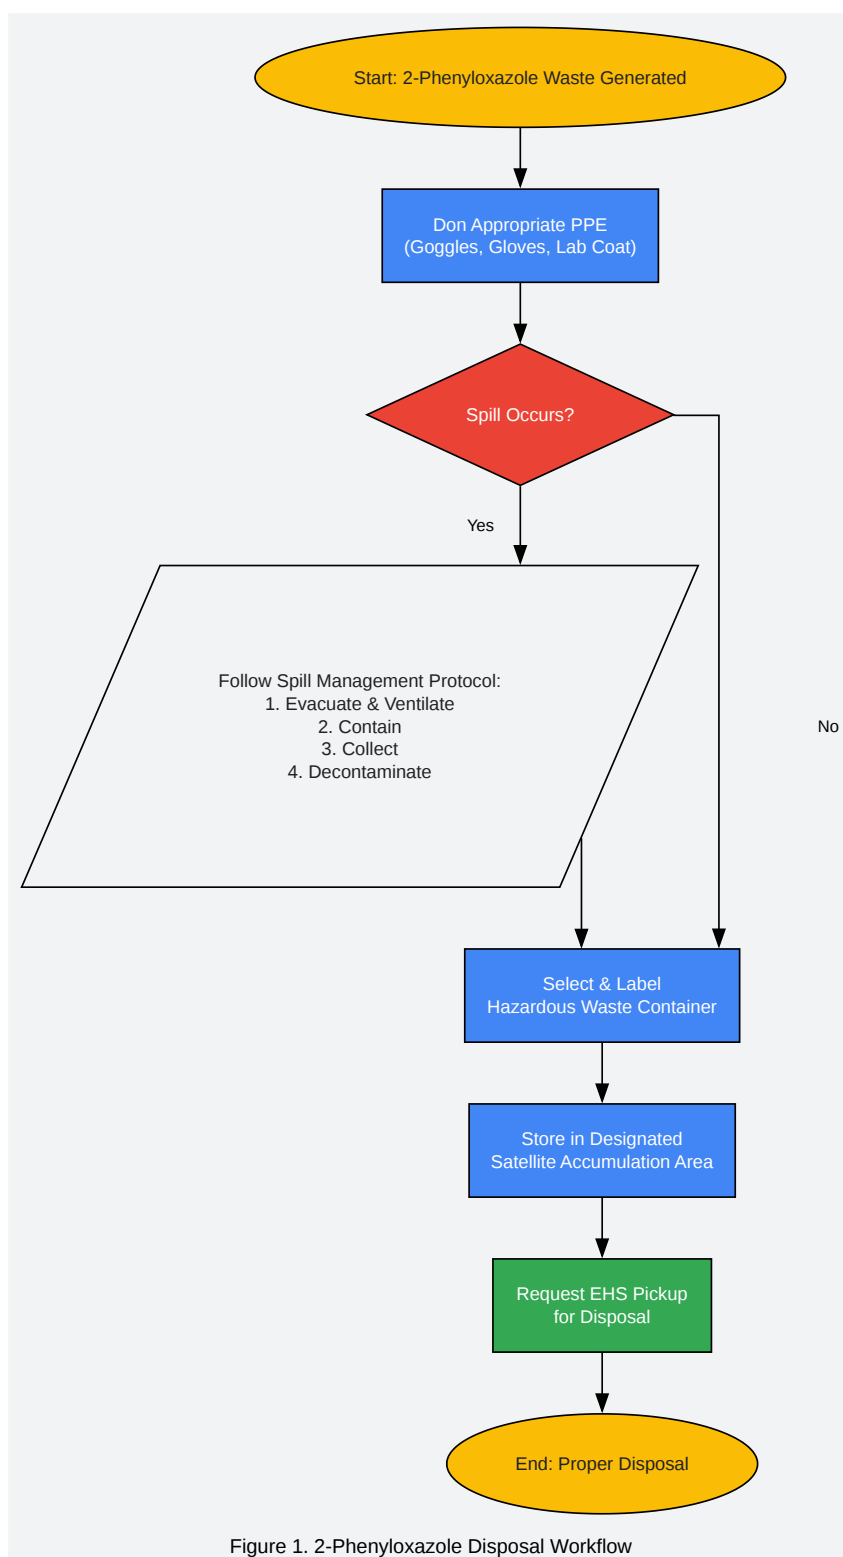 Start: 2-Phenyloxazole Waste Generated
Don Appropriate PPE
(Goggles, Gloves, Lab Coat)
Spill Occurs?
Yes
Follow Spill Management Protocol:
1. Evacuate & Ventilate
2. Contain
3. Collect
4. Decontaminate
No
Select & Label
Hazardous Waste Container
Store in Designated
Satellite Accumulation Area
Request EHS Pickup
for Disposal
End: Proper Disposal
Figure 1. 2-Phenyloxazole Disposal Workflow